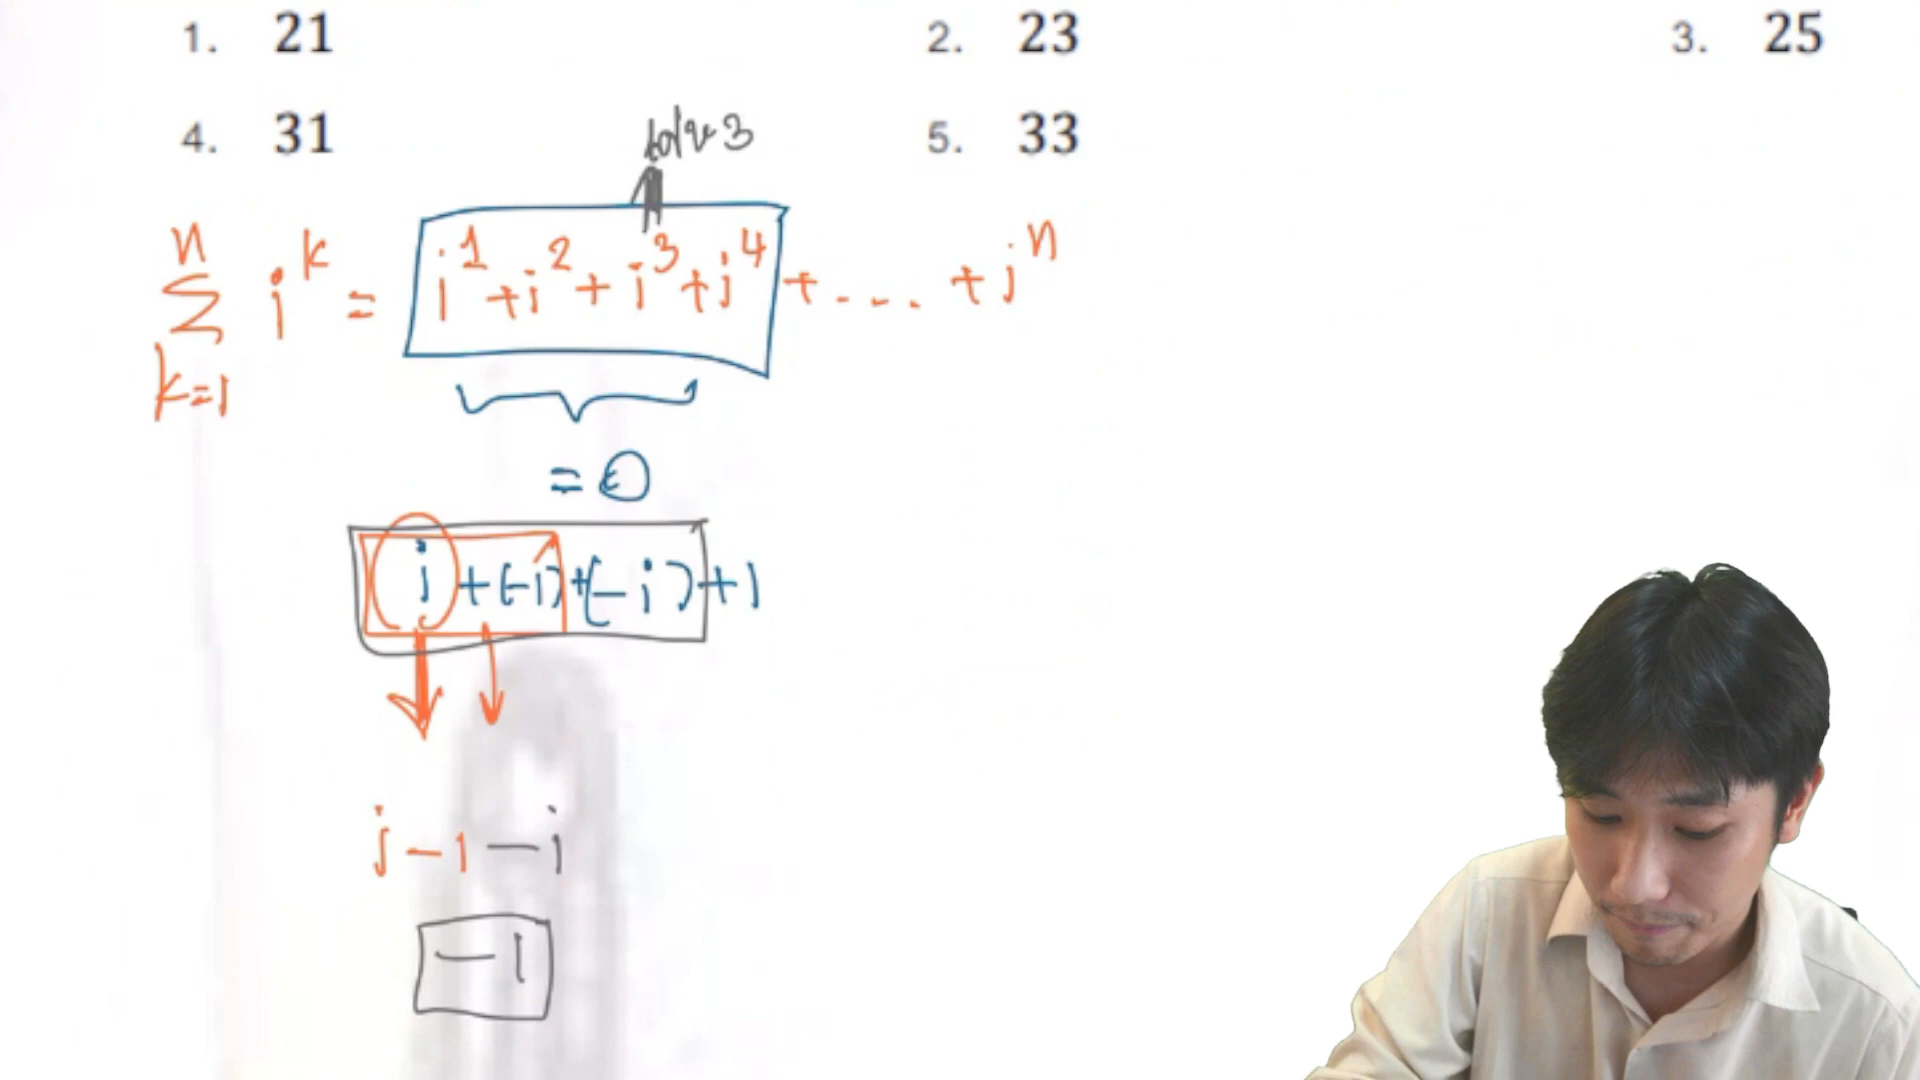 1. 21
2. 23
3. 25
4. 31
5. 33
n
∑ i^k = i^1 + i^2 + i^3 + i^4 + ... + i^n
k=1
= 0
i + (-1) + (-i) + 1
i - 1 - i
-1